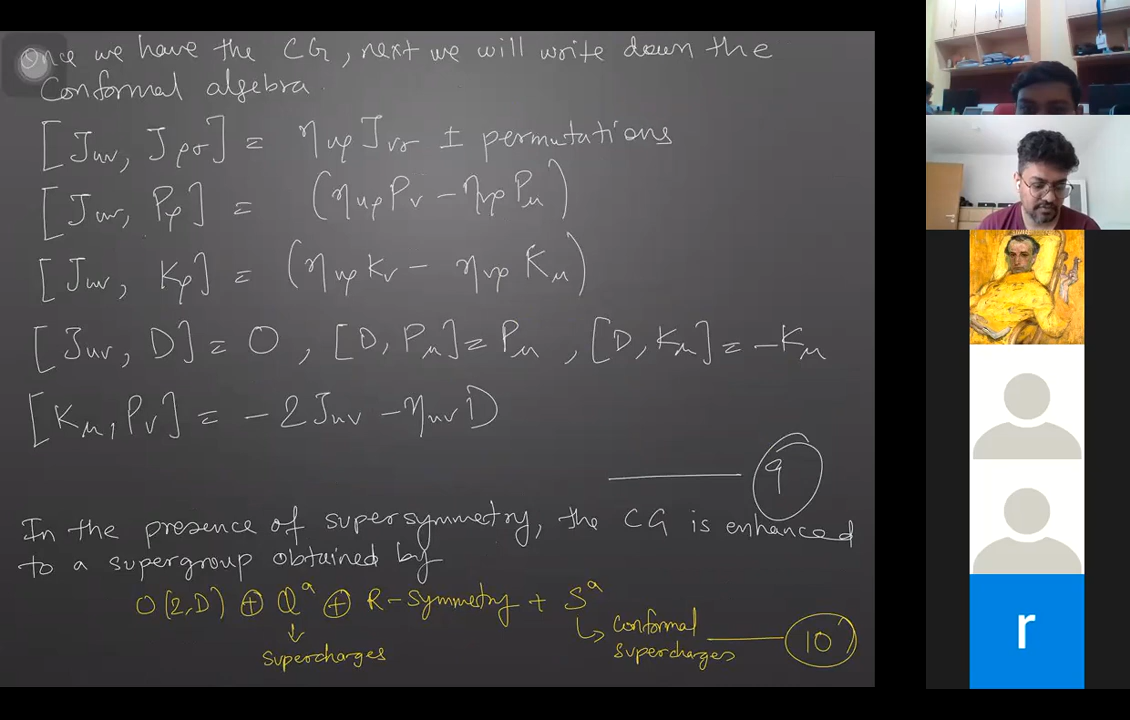 Once we have the CG, next we will write down the
Conformal algebra.
[Jμν, Jρσ] = ημρ Jνσ ± permutations
[Jμν, Pρ] = (ημρ Pν - ηνρ Pμ)
[Jμν, Kρ] = (ημρ Kν - ηνρ Kμ)
[Jμν, D] = 0, [D, Pμ] = Pμ, [D, Kμ] = -Kμ
[Kμ, Pν] = -2Jμν - ημν D
9
In the presence of supersymmetry, the CG is enhanced
to a supergroup obtained by
O(2,D) ⊕ Qᵃ ⊕ R-symmetry + Sᵃ
Supercharges
Conformal
supercharges
10
r